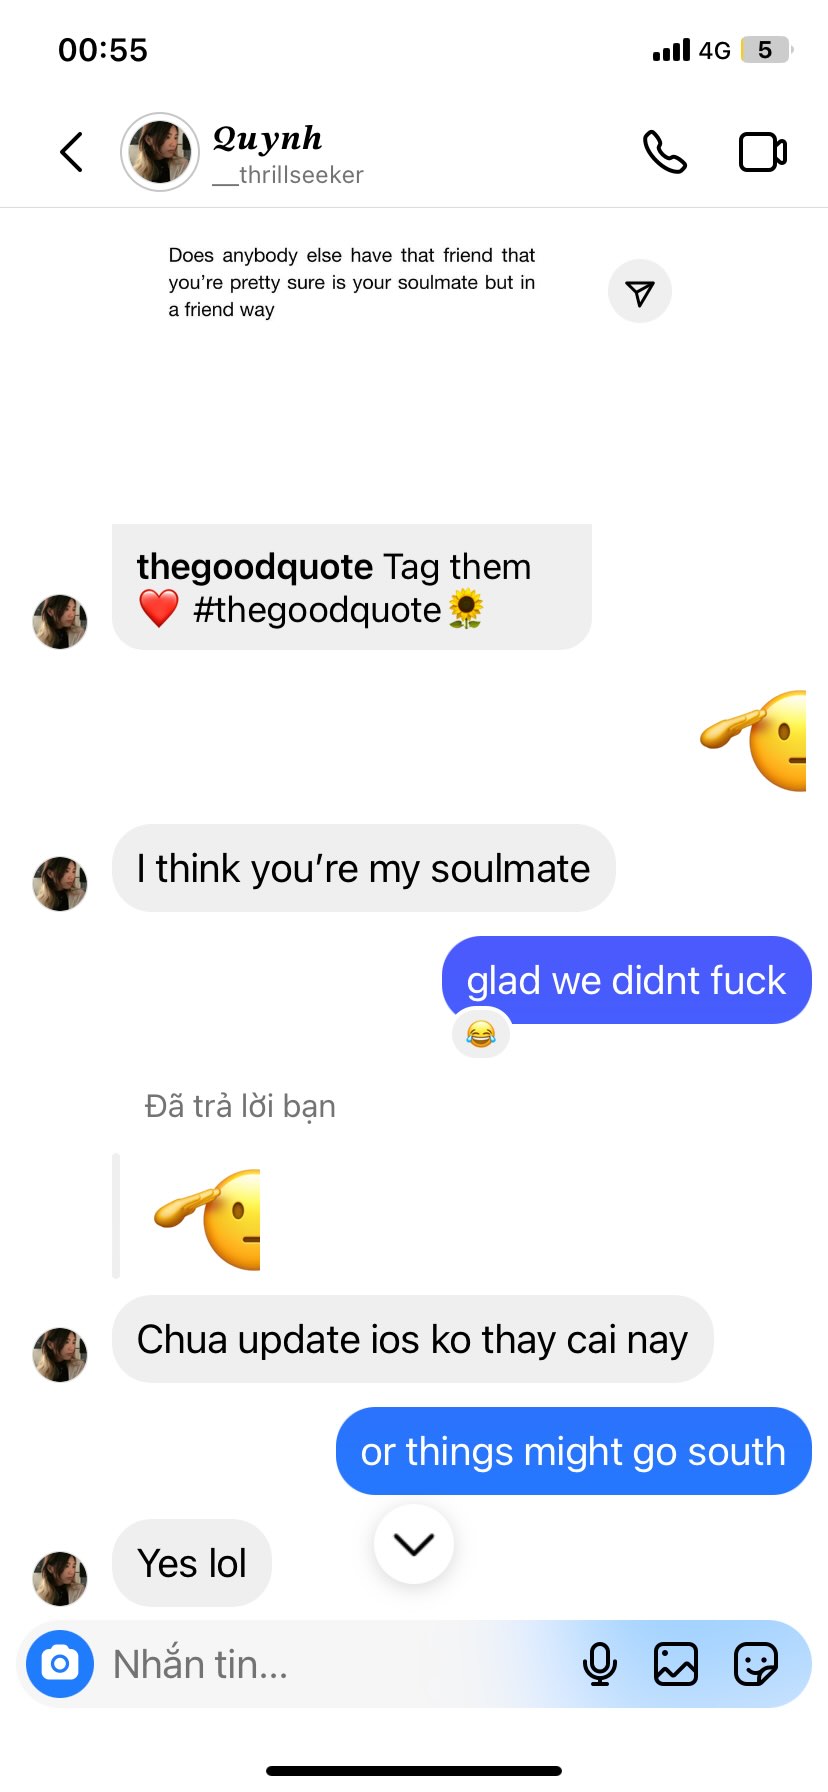 00:55
4G
5
Quynh
__thrillseeker
Does anybody else have that friend that
you're pretty sure is your soulmate but in
a friend way
thegoodquote Tag them
❤️ #thegoodquote🌻
I think you're my soulmate
glad we didnt fuck
Đã trả lời bạn
Chua update ios ko thay cai nay
or things might go south
Yes lol
Nhắn tin...